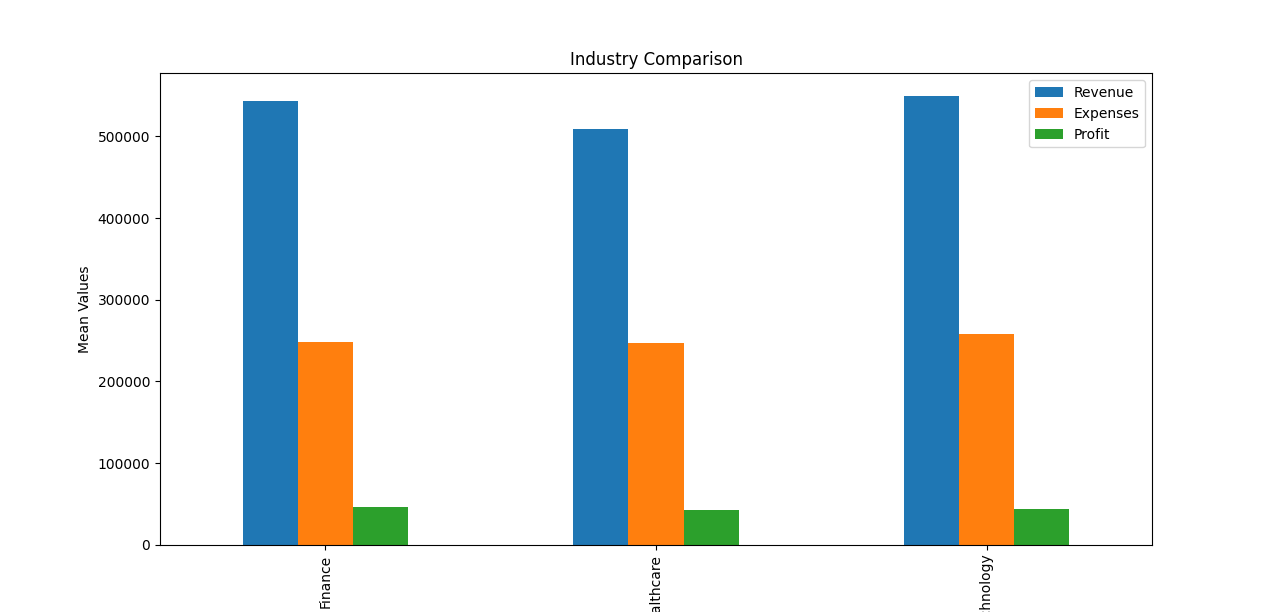 Industry Comparison
Revenue
Expenses
Profit
Mean Values
500000
400000
300000
200000
100000
0
Finance
althcare
hnology